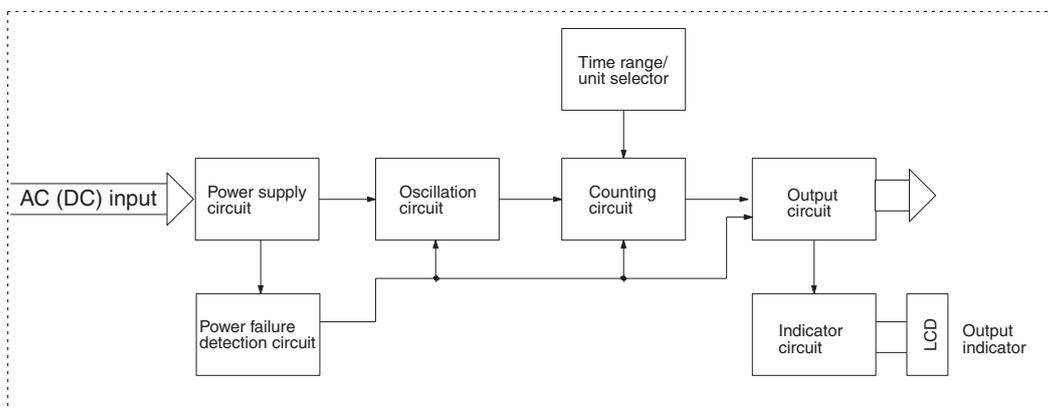 Time range/
unit selector
AC (DC) input
Power supply
circuit
Oscillation
circuit
Counting
circuit
Output
circuit
Power failure
detection circuit
Indicator
circuit
LCD
Output
indicator